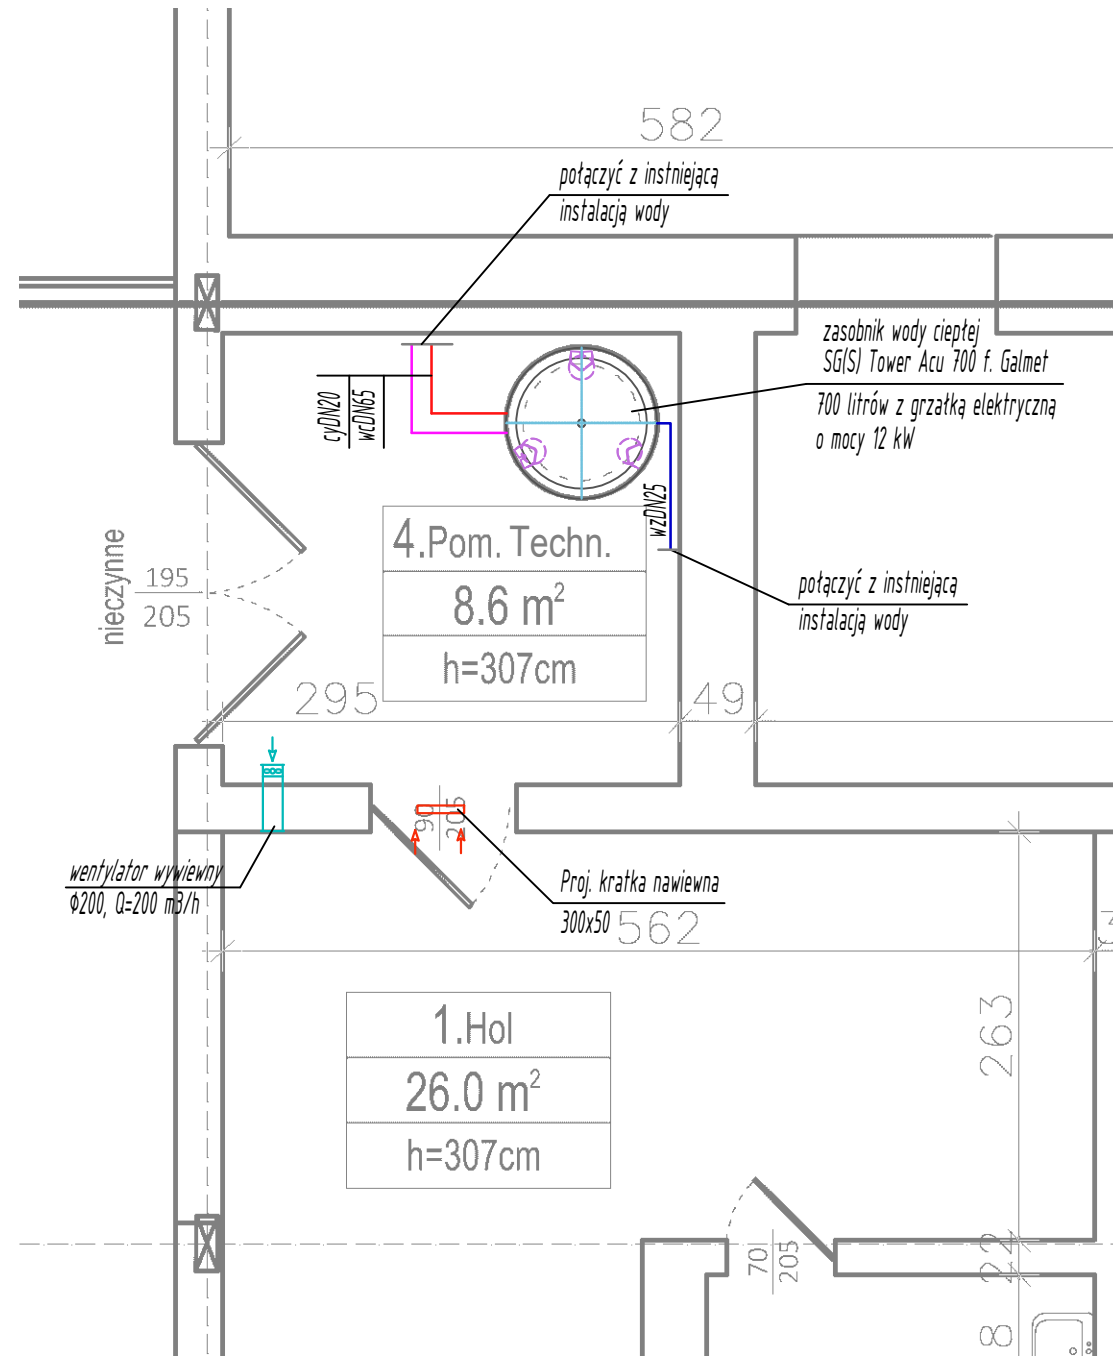 582
połączyć z instniejącą
instalacją wody
zasobnik wody ciepłej
SG(S) Tower Acu 700 f. Galmet
700 litrów z grzałką elektryczną
o mocy 12 kW
cyDN20
wcDN65
wzDN25
4.Pom. Techn.
8.6 m²
h=307cm
nieczynne
195
205
połączyć z instniejącą
instalacją wody
295
49
90
205
wentylator wywiewny
Φ200, Q=200 m3/h
Proj. kratka nawiewna
300x50
562
263
1.Hol
26.0 m²
h=307cm
70
205
22
8